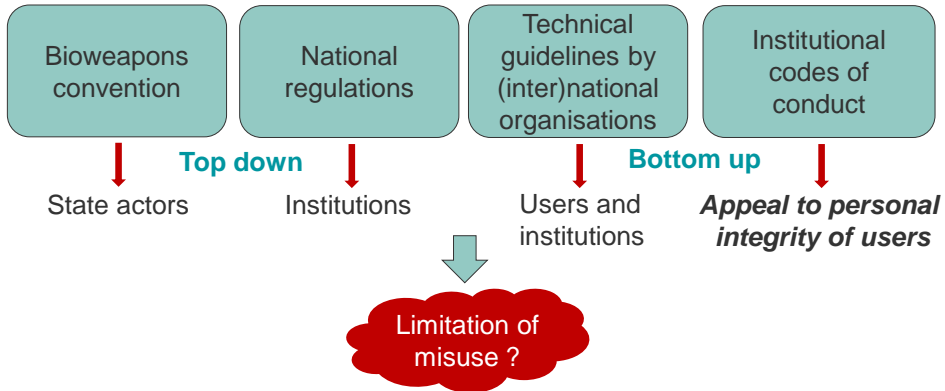 Bioweapons
convention
National
regulations
Technical
guidelines by
(inter)national
organisations
Institutional
codes of
conduct
Top down
Bottom up
State actors
Institutions
Users and
institutions
Appeal to personal
integrity of users
Limitation of
misuse ?